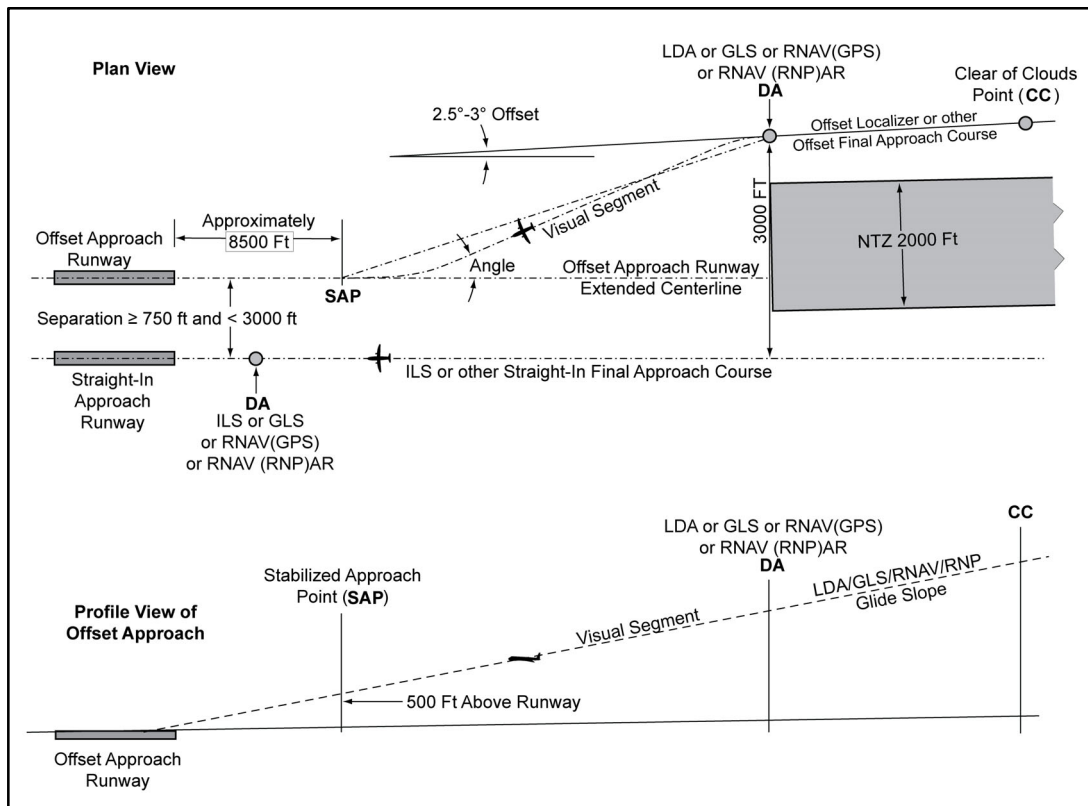 Plan View
LDA or GLS or RNAV(GPS)
or RNAV (RNP)AR
DA
Clear of Clouds
Point (CC)
2.5°-3° Offset
Offset Localizer or other
Offset Final Approach Course
Approximately
8500 Ft
Offset Approach
Runway
Visual Segment
3000 FT
NTZ 2000 Ft
Angle
SAP
Offset Approach Runway
Extended Centerline
Separation ≥ 750 ft and < 3000 ft
ILS or other Straight-In Final Approach Course
Straight-In
Approach
Runway
DA
ILS or GLS
or RNAV(GPS)
or RNAV (RNP)AR
Profile View of
Offset Approach
Stabilized Approach
Point (SAP)
LDA or GLS or RNAV(GPS)
or RNAV (RNP)AR
DA
CC
LDA/GLS/RNAV/RNP
Glide Slope
Visual Segment
500 Ft Above Runway
Offset Approach
Runway